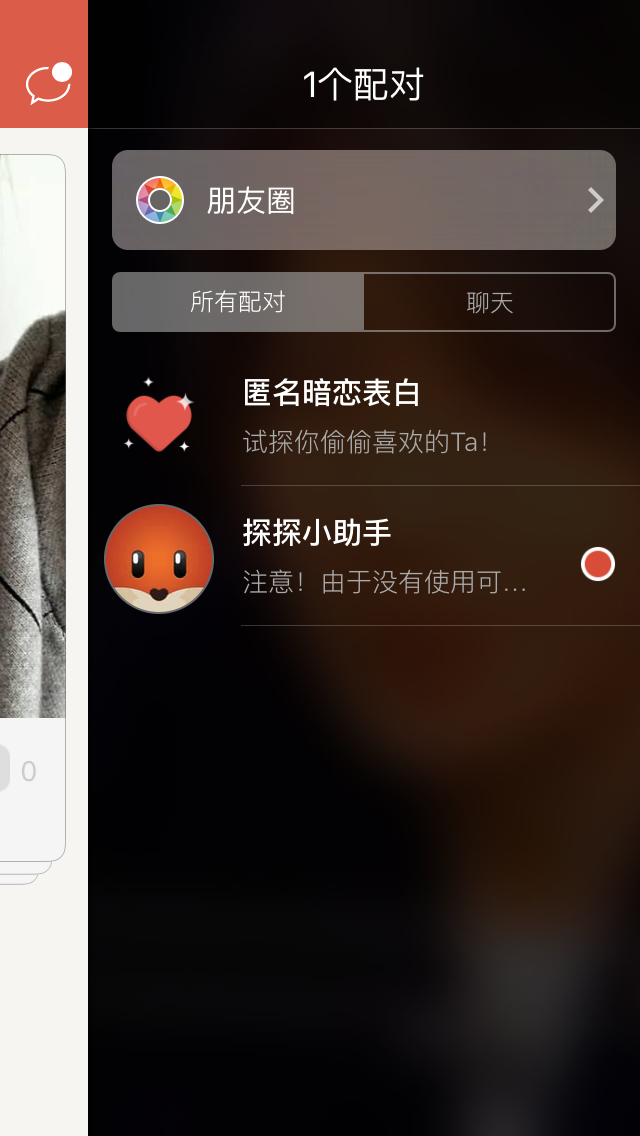 1个配对
朋友圈
所有配对
聊天
匿名暗恋表白
试探你偷偷喜欢的Ta!
探探小助手
注意！由于没有使用可...
0